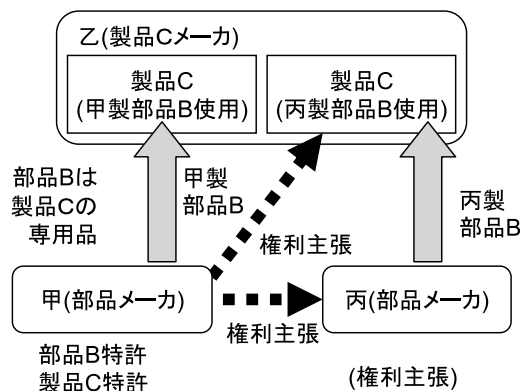 乙(製品Cメーカ)
製品C
(甲製部品B使用)
製品C
(丙製部品B使用)
部品Bは
製品Cの
専用品
甲製
部品B
丙製
部品B
権利主張
甲(部品メーカ)
権利主張
丙(部品メーカ)
部品B特許
製品C特許
(権利主張)